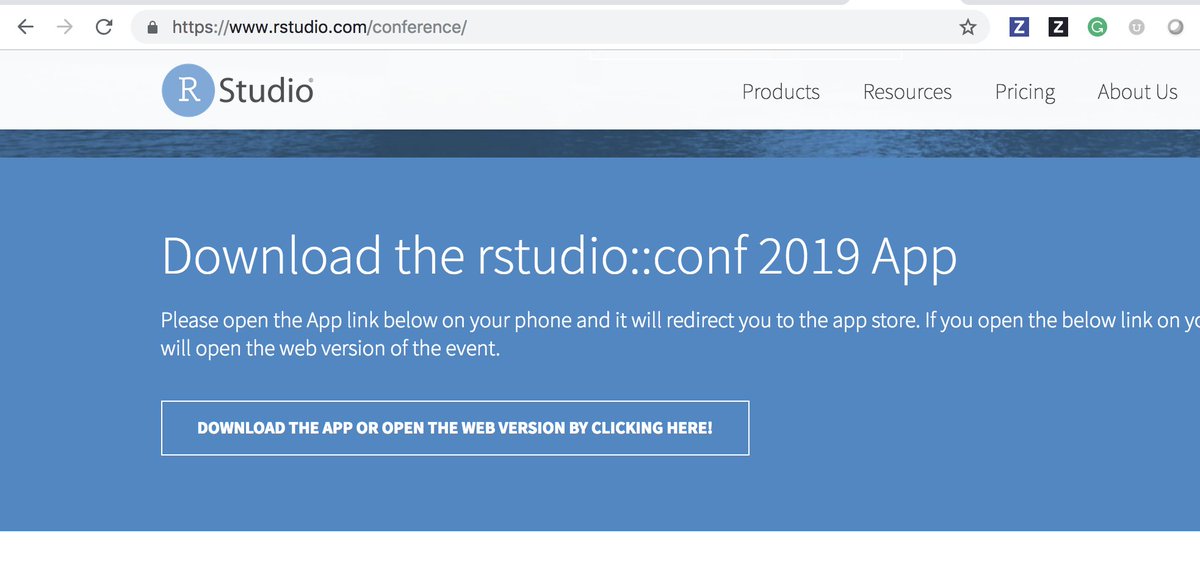 https://www.rstudio.com/conference/
Z Z G U
R Studio®
Products Resources Pricing About Us
Download the rstudio::conf 2019 App
Please open the App link below on your phone and it will redirect you to the app store. If you open the below link on
will open the web version of the event.
DOWNLOAD THE APP OR OPEN THE WEB VERSION BY CLICKING HERE!